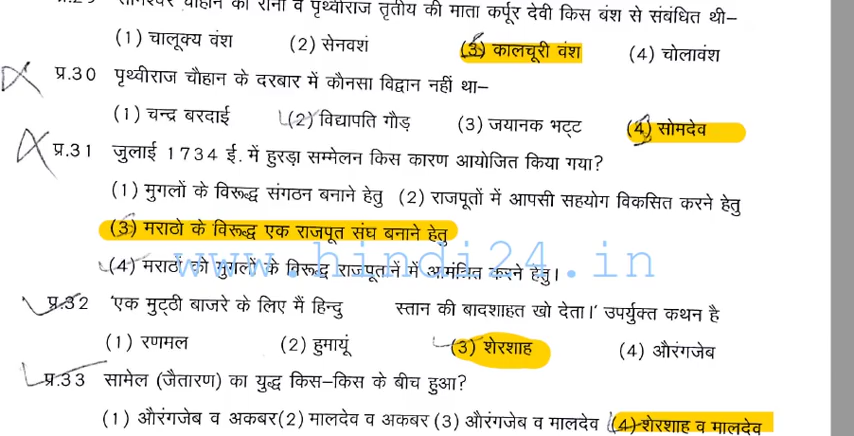 प्र.29 सोमेश्वर चौहान की रानी व पृथ्वीराज तृतीय की माता कर्पूर देवी किस बंश से संबंधित थी–
(1) चालूक्य वंश (2) सेनवशं (3) कालचूरी वंश (4) चोलावंश
प्र.30 पृथ्वीराज चौहान के दरबार में कौनसा विद्वान नहीं था–
(1) चन्द्र बरदाई (2) विद्यापति गौड़ (3) जयानक भट्ट (4) सोमदेव
प्र.31 जुलाई 1734 ई. में हुरड़ा सम्मेलन किस कारण आयोजित किया गया?
(1) मुगलों के विरूद्ध संगठन बनाने हेतु (2) राजपूतों में आपसी सहयोग विकसित करने हेतु
(3) मराठो के विरूद्ध एक राजपूत संघ बनाने हेतु
www.hindi24.in
(4) मराठों को मुगलों के विरूद्ध राजपूतानें में आमंत्रित करने हेतु।
प्र.32 'एक मुट्ठी बाजरे के लिए मैं हिन्दु स्तान की बादशाहत खो देता।' उपर्युक्त कथन है
(1) रणमल (2) हुमायूं (3) शेरशाह (4) औरंगजेब
प्र.33 सामेल (जैतारण) का युद्ध किस–किस के बीच हुआ?
(1) औरंगजेब व अकबर(2) मालदेव व अकबर (3) औरंगजेब व मालदेव (4) शेरशाह व मालदेव